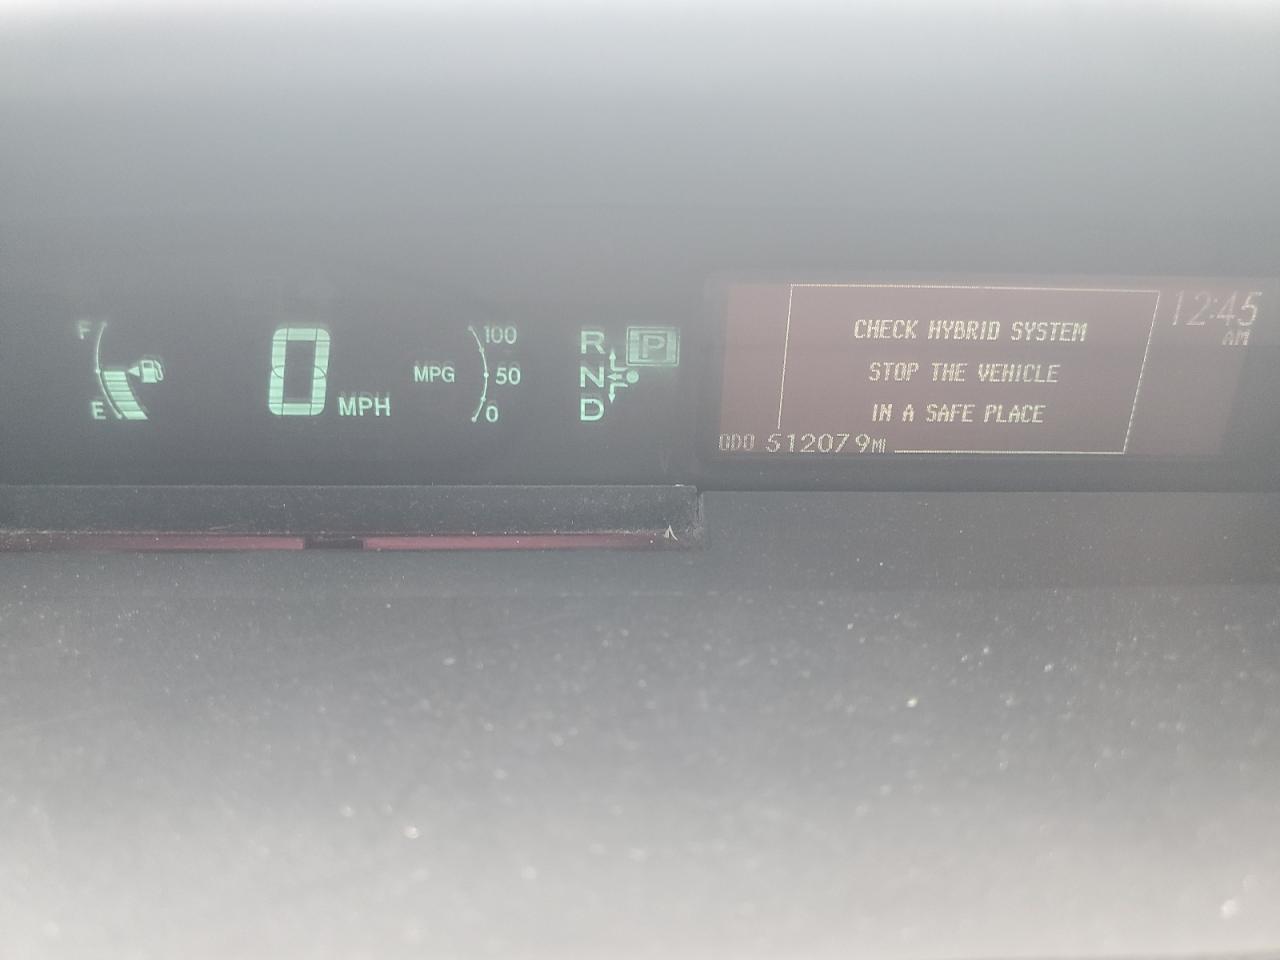 F
E
0 MPH
MPG
100
50
0
R
N
D
P
CHECK HYBRID SYSTEM
STOP THE VEHICLE
IN A SAFE PLACE
ODO 512079MI
12:45
AM